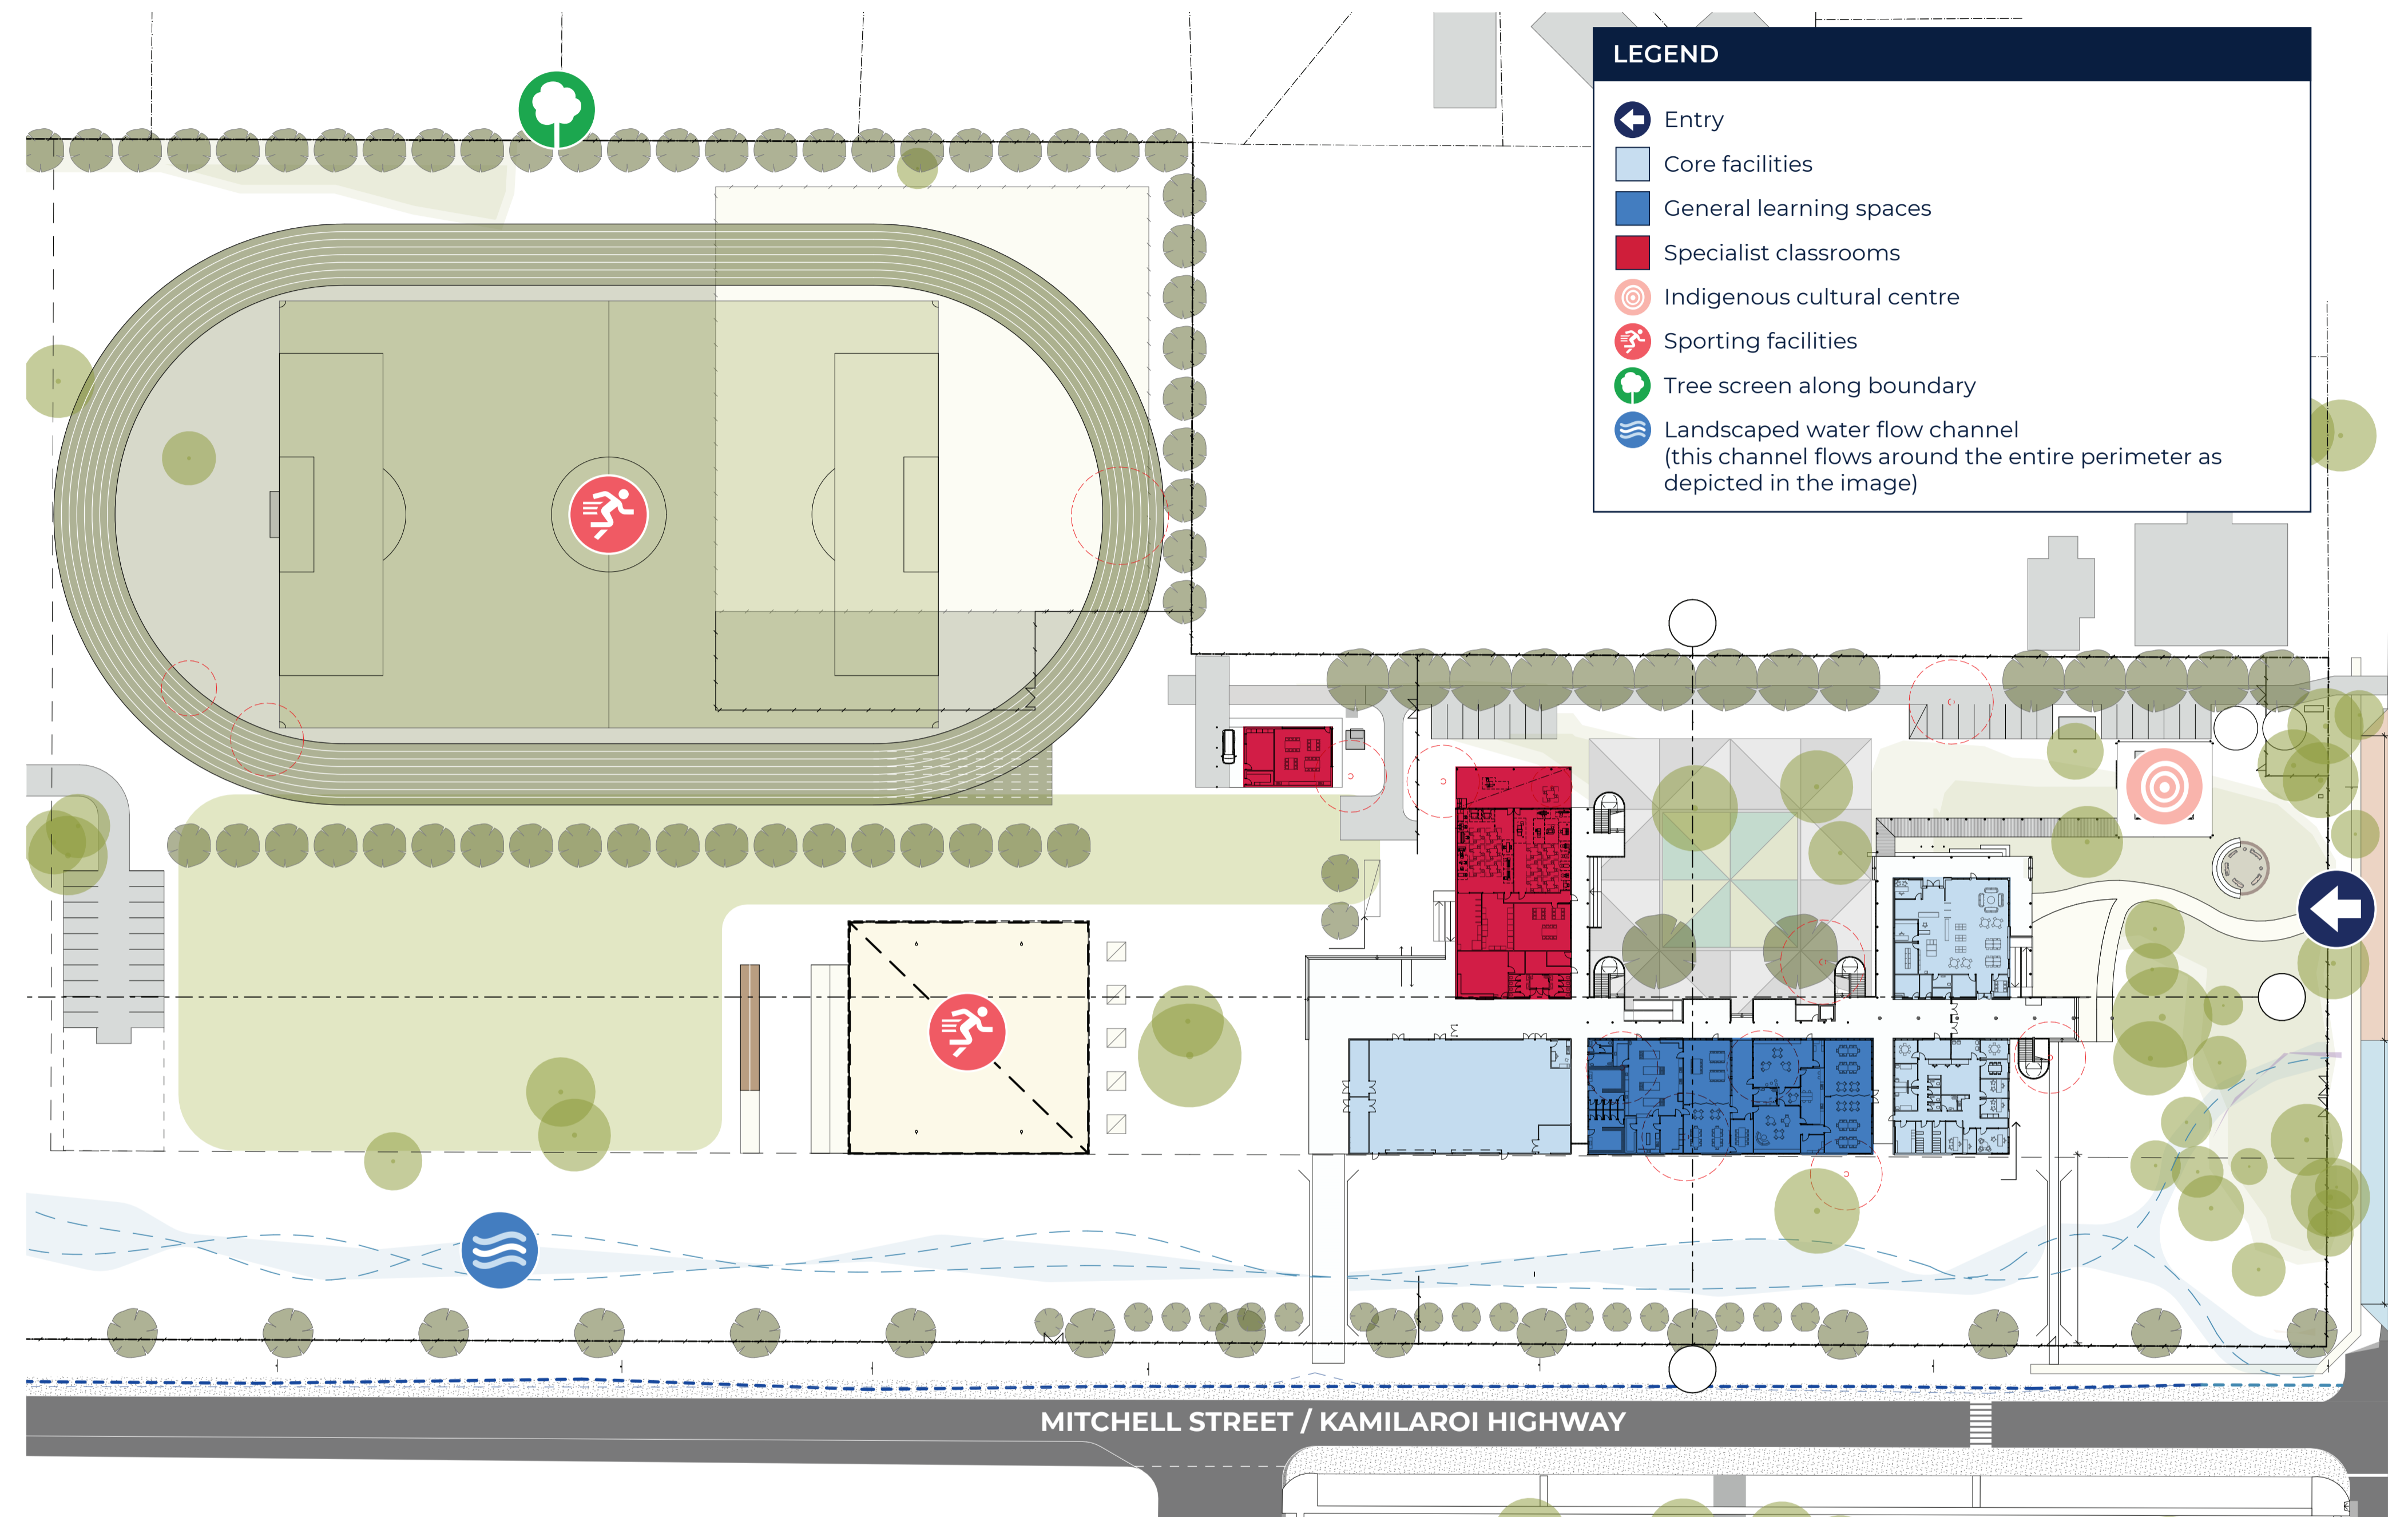 LEGEND
Entry
Core facilities
General learning spaces
Specialist classrooms
Indigenous cultural centre
Sporting facilities
Tree screen along boundary
Landscaped water flow channel
(this channel flows around the entire perimeter as
depicted in the image)
MITCHELL STREET / KAMILAROI HIGHWAY